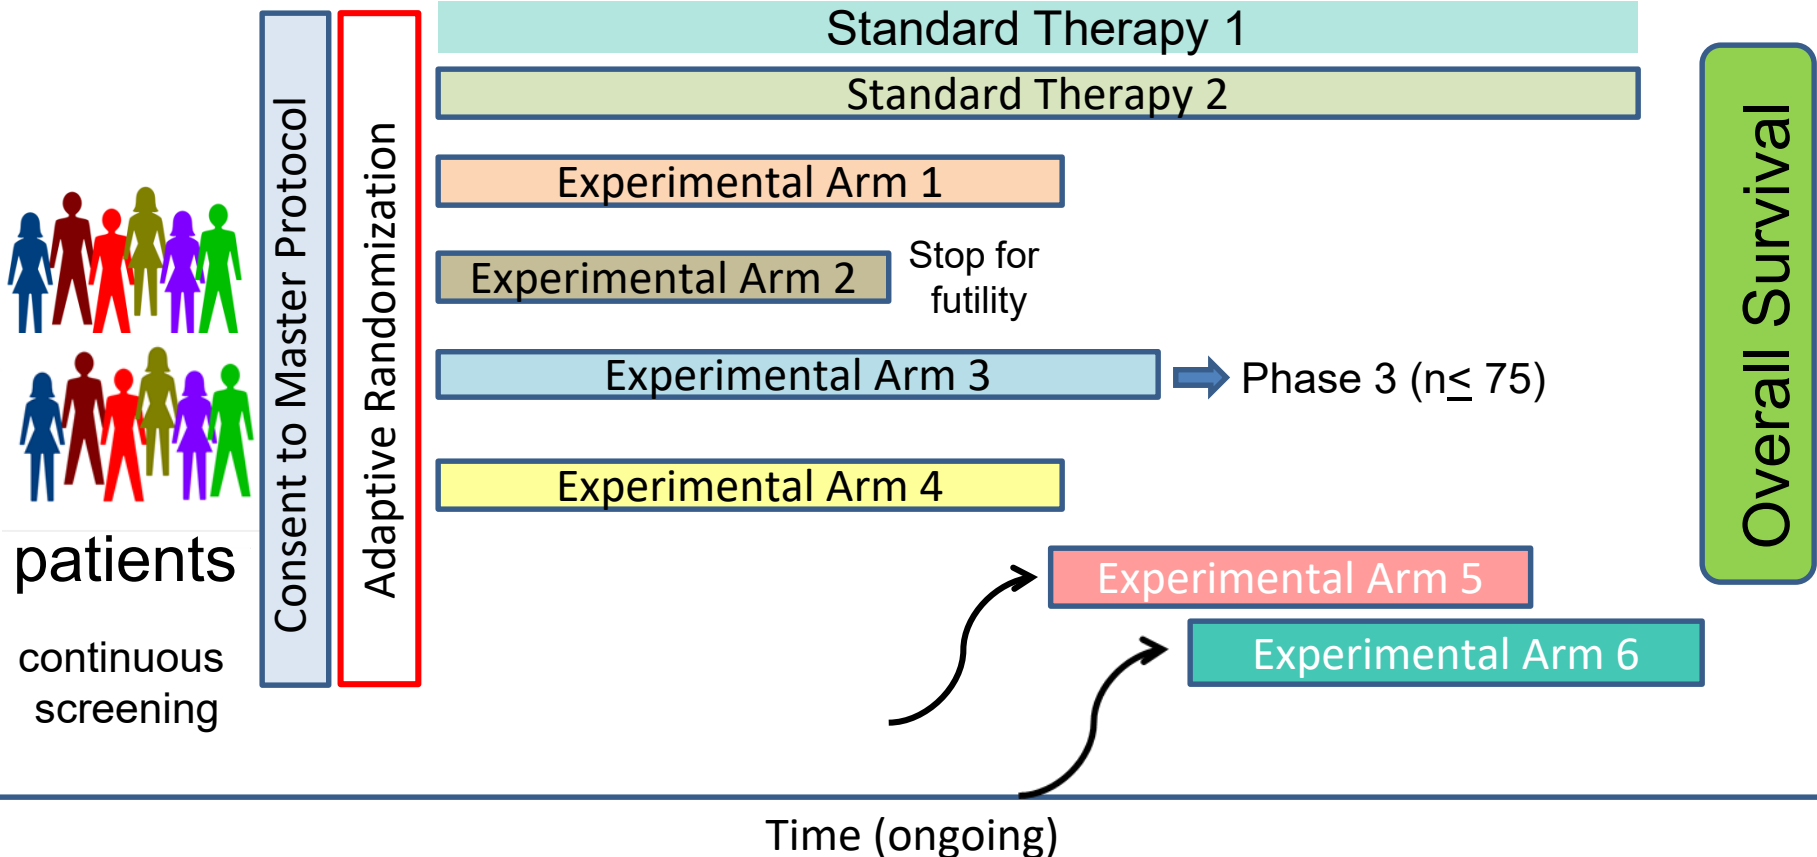 Standard Therapy 1
Standard Therapy 2
Consent to Master Protocol
Adaptive Randomization
Experimental Arm 1
Experimental Arm 2
Stop for
futility
Experimental Arm 3
Phase 3 (n≤ 75)
Experimental Arm 4
Experimental Arm 5
Experimental Arm 6
Overall Survival
patients
continuous
screening
Time (ongoing)